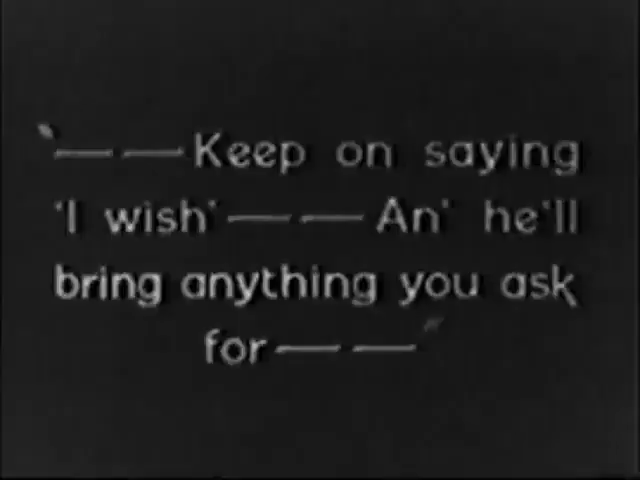 "— — Keep on saying
'I wish' — — An' he'll
bring anything you ask
for — — "